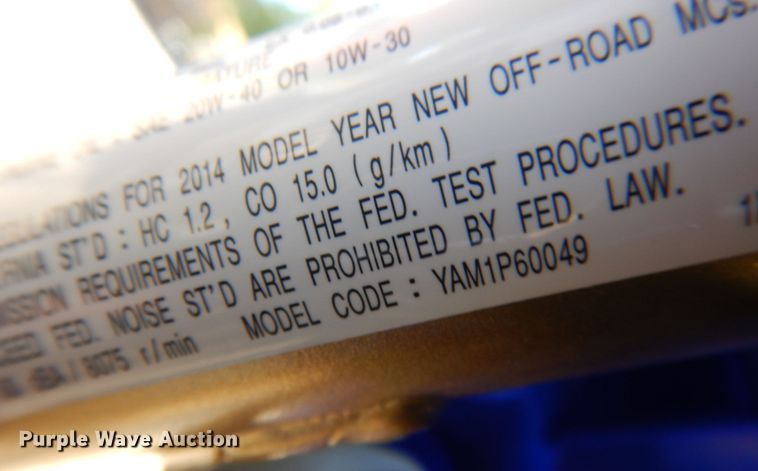 SAE 20W-40 OR 10W-30
REGULATIONS FOR 2014 MODEL YEAR NEW OFF-ROAD MCs.
ST'D : HC 1.2 , CO 15.0 ( g/km )
REQUIREMENTS OF THE FED. TEST PROCEDURES.
FED. NOISE ST'D ARE PROHIBITED BY FED. LAW.
r/min MODEL CODE : YAM1P60049
Purple Wave Auction